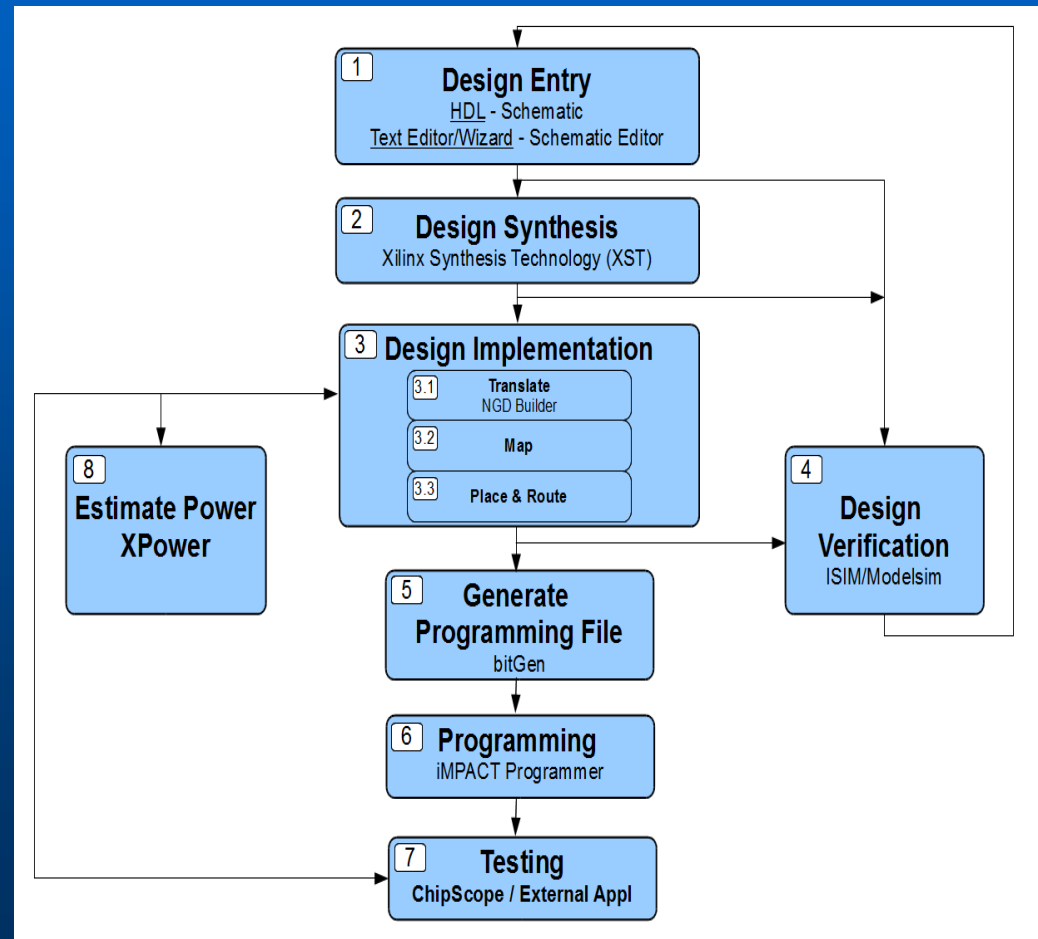 1
Design Entry
HDL - Schematic
Text Editor/Wizard - Schematic Editor
2
Design Synthesis
Xilinx Synthesis Technology (XST)
3
Design Implementation
3.1
Translate
NGD Builder
3.2
Map
3.3
Place & Route
8
Estimate Power
XPower
4
Design
Verification
ISIM/Modelsim
5
Generate
Programming File
bitGen
6
Programming
iMPACT Programmer
7
Testing
ChipScope / External Appl